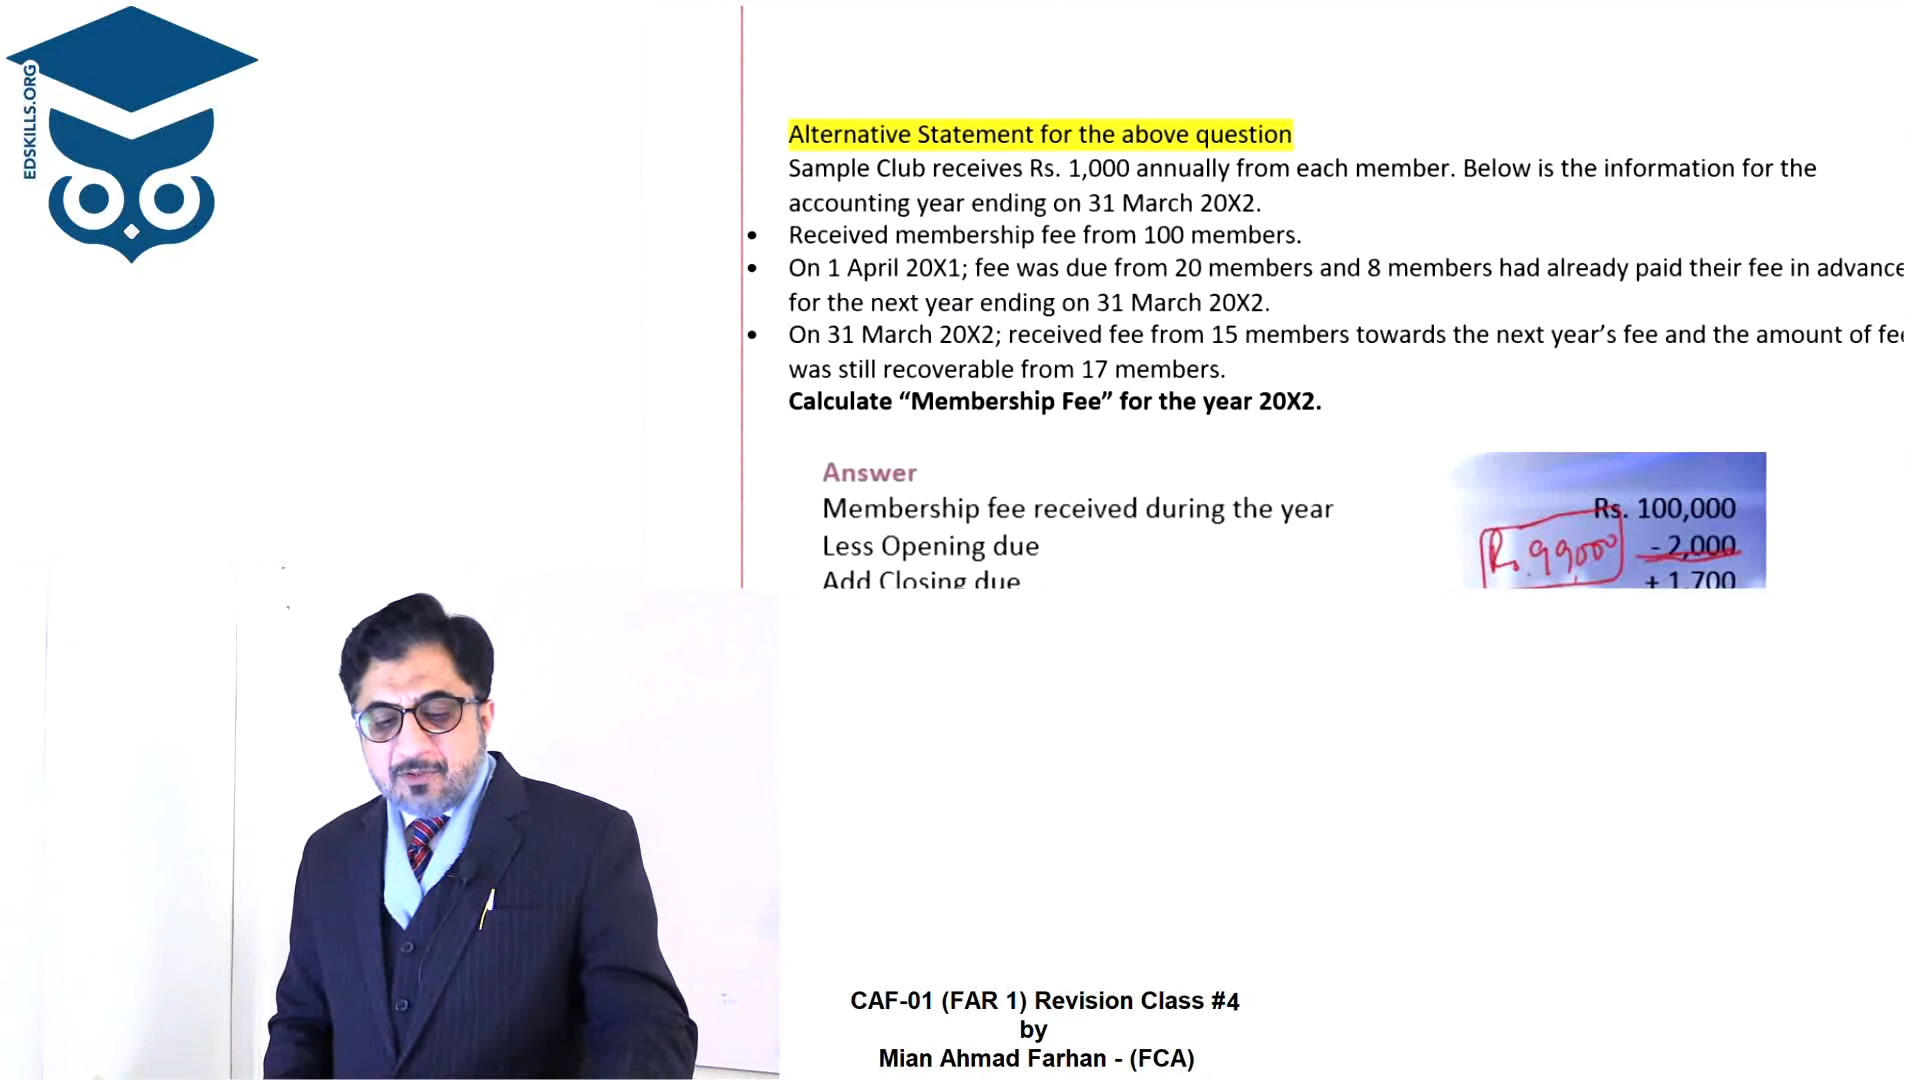 EDSKILLS.ORG
Alternative Statement for the above question
Sample Club receives Rs. 1,000 annually from each member. Below is the information for the
accounting year ending on 31 March 20X2.
• Received membership fee from 100 members.
• On 1 April 20X1; fee was due from 20 members and 8 members had already paid their fee in advance
for the next year ending on 31 March 20X2.
• On 31 March 20X2; received fee from 15 members towards the next year’s fee and the amount of fee
was still recoverable from 17 members.
Calculate “Membership Fee” for the year 20X2.
Answer
Membership fee received during the year Rs. 100,000
Less Opening due - 2,000
Rs. 99,000
Add Closing due + 1,700
CAF-01 (FAR 1) Revision Class #4
by
Mian Ahmad Farhan - (FCA)